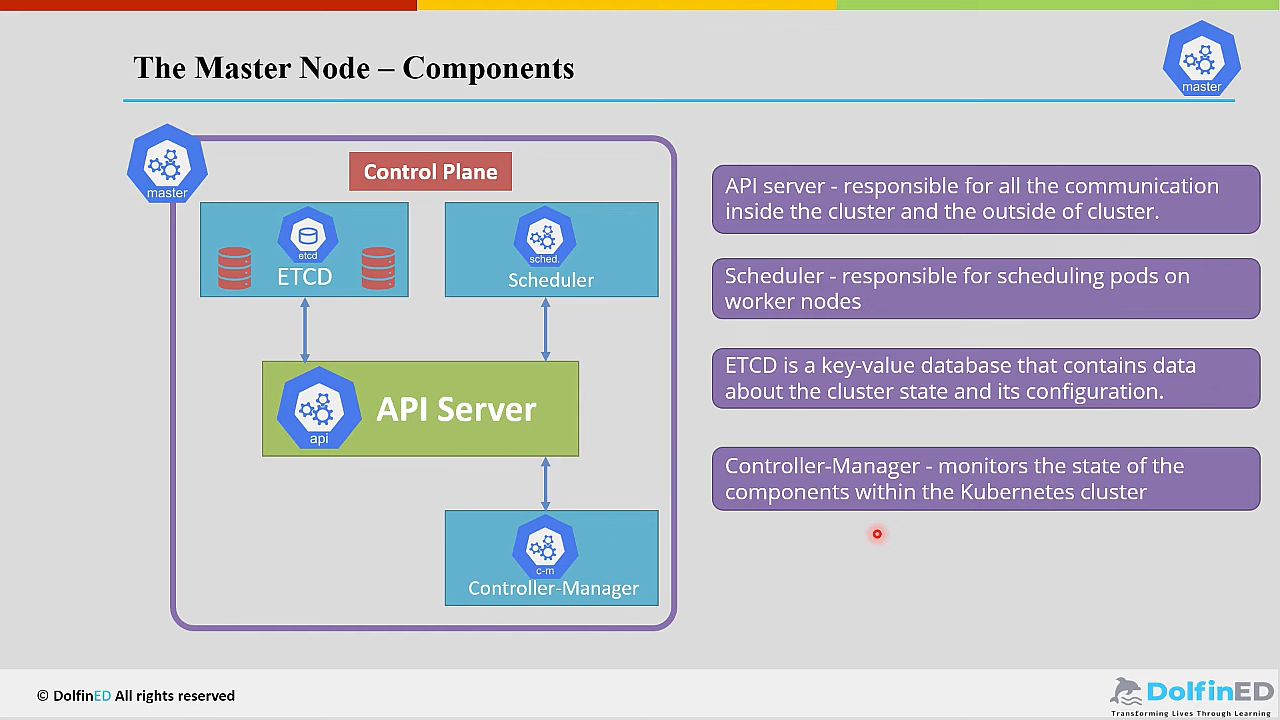 The Master Node – Components
master
master
Control Plane
etcd
ETCD
sched.
Scheduler
api
API Server
c-m
Controller-Manager
API server - responsible for all the communication
inside the cluster and the outside of cluster.
Scheduler - responsible for scheduling pods on
worker nodes
ETCD is a key-value database that contains data
about the cluster state and its configuration.
Controller-Manager - monitors the state of the
components within the Kubernetes cluster
© DolfinED All rights reserved
DolfinED
Transforming Lives Through Learning